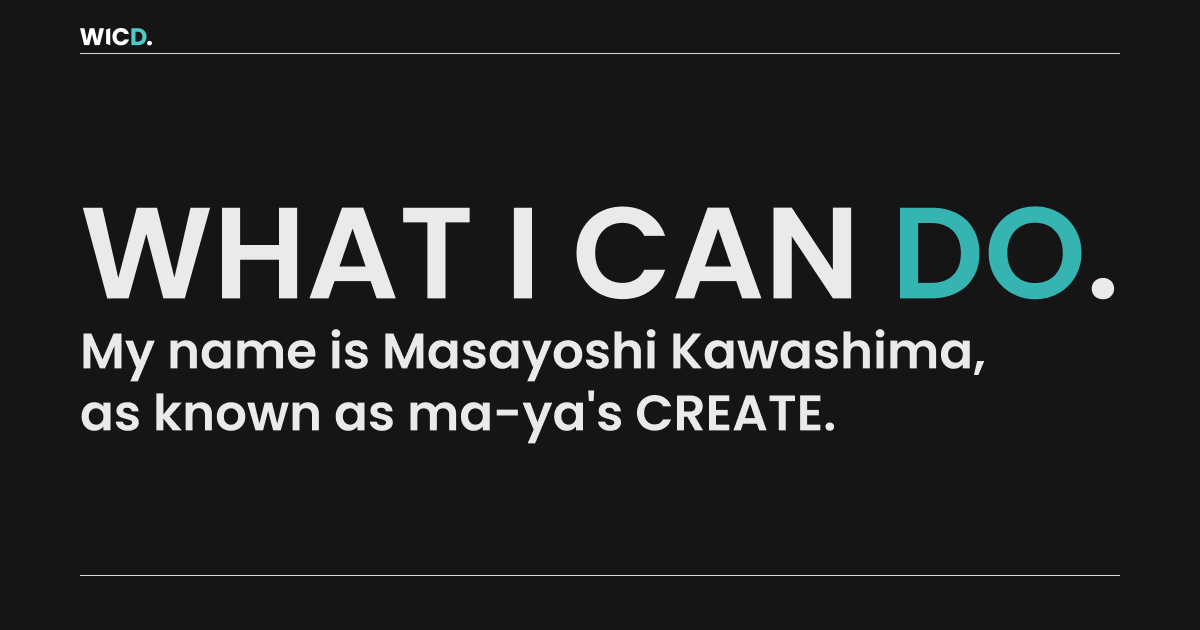 WICD.
WHAT I CAN DO.
My name is Masayoshi Kawashima,
as known as ma-ya's CREATE.